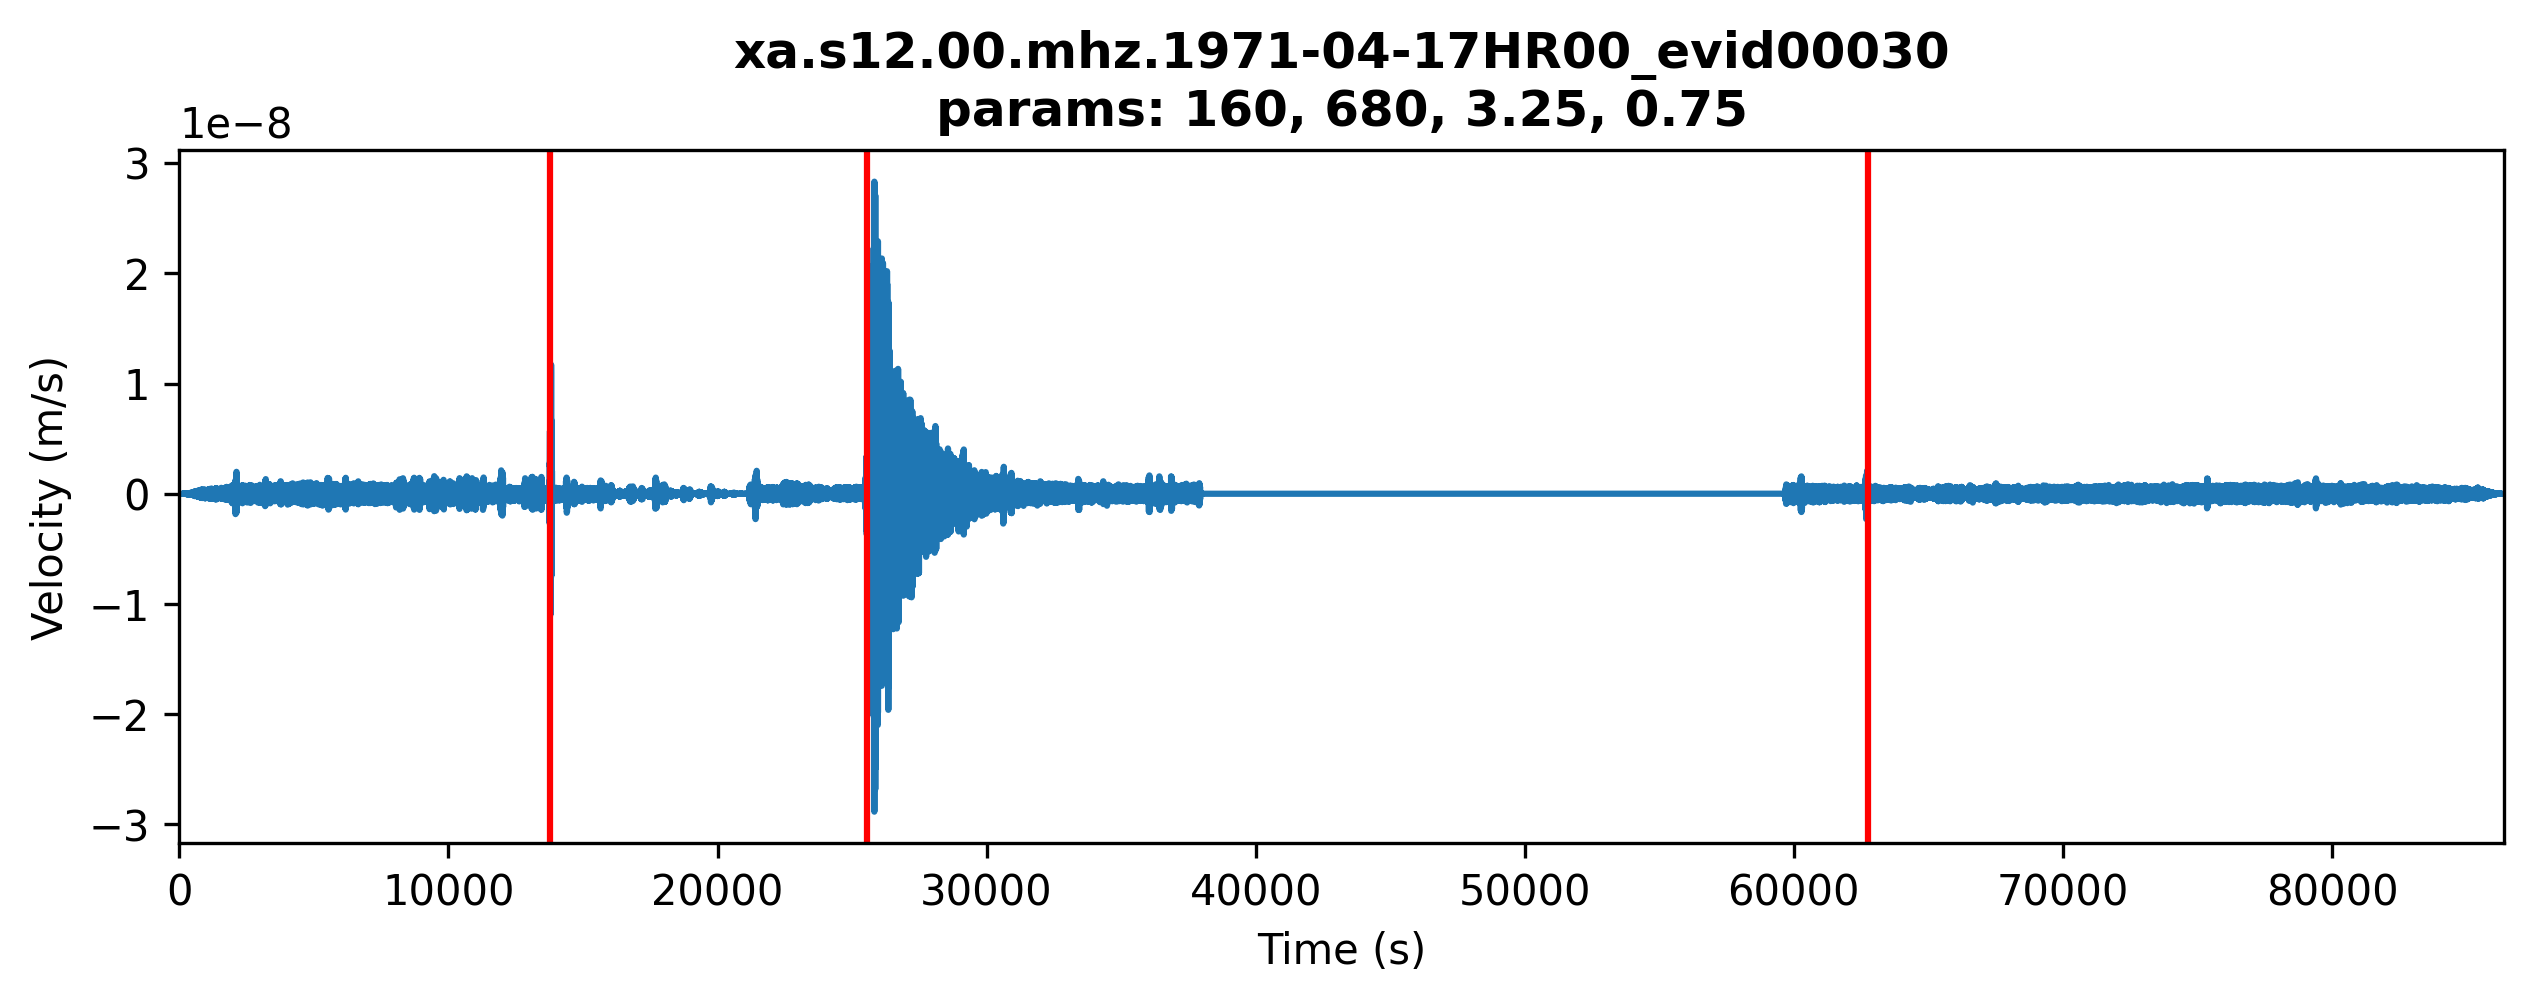 xa.s12.00.mhz.1971-04-17HR00_evid00030
params: 160, 680, 3.25, 0.75
1e−8
3
2
1
0
−1
−2
−3
Velocity (m/s)
0 10000 20000 30000 40000 50000 60000 70000 80000
Time (s)